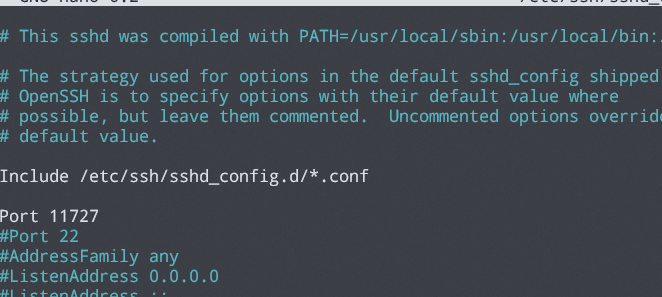 # This sshd was compiled with PATH=/usr/local/sbin:/usr/local/bin:
# The strategy used for options in the default sshd_config shipped
# OpenSSH is to specify options with their default value where
# possible, but leave them commented.  Uncommented options override
# default value.
Include /etc/ssh/sshd_config.d/*.conf
Port 11727
#Port 22
#AddressFamily any
#ListenAddress 0.0.0.0
#ListenAddress ::